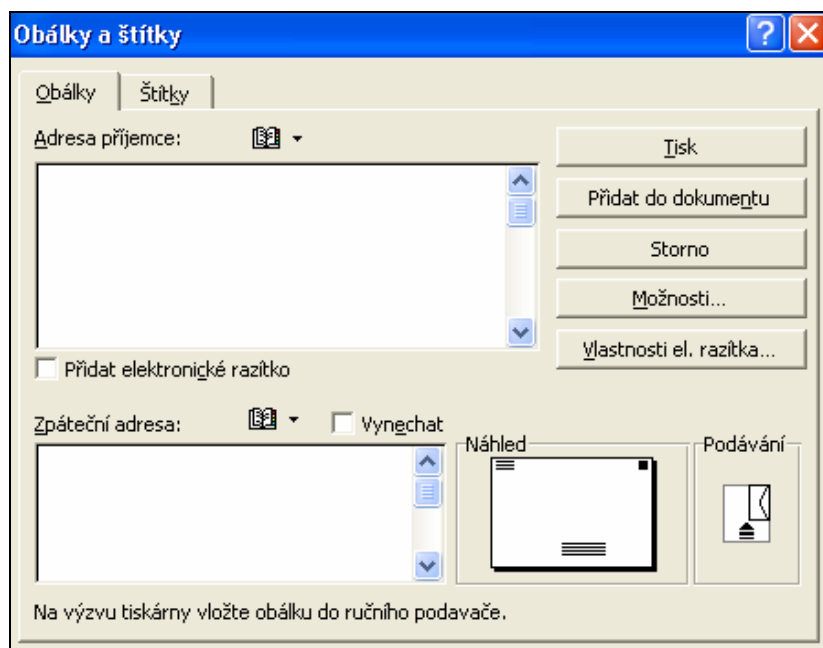 Obálky a štítky
Obálky
Štítky
Adresa příjemce:
Tisk
Přidat do dokumentu
Storno
Možnosti...
Vlastnosti el. razítka...
Přidat elektronické razítko
Zpáteční adresa:
Vynechat
Náhled
Podávání
Na výzvu tiskárny vložte obálku do ručního podavače.